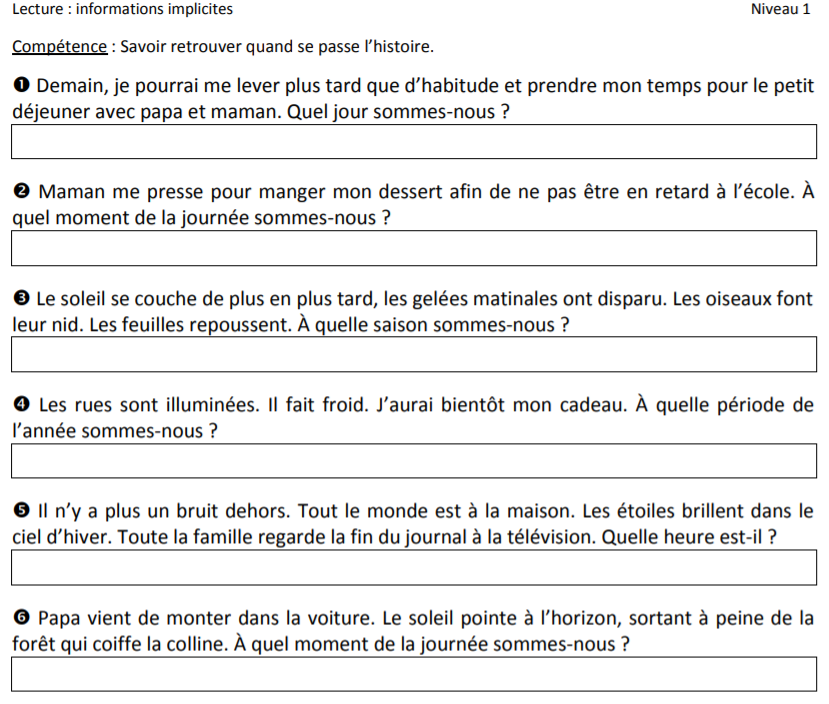 Lecture : informations implicites Niveau 1
Compétence : Savoir retrouver quand se passe l’histoire.
❶ Demain, je pourrai me lever plus tard que d’habitude et prendre mon temps pour le petit
déjeuner avec papa et maman. Quel jour sommes-nous ?
❷ Maman me presse pour manger mon dessert afin de ne pas être en retard à l’école. À
quel moment de la journée sommes-nous ?
❸ Le soleil se couche de plus en plus tard, les gelées matinales ont disparu. Les oiseaux font
leur nid. Les feuilles repoussent. À quelle saison sommes-nous ?
❹ Les rues sont illuminées. Il fait froid. J’aurai bientôt mon cadeau. À quelle période de
l’année sommes-nous ?
❺ Il n’y a plus un bruit dehors. Tout le monde est à la maison. Les étoiles brillent dans le
ciel d’hiver. Toute la famille regarde la fin du journal à la télévision. Quelle heure est-il ?
❻ Papa vient de monter dans la voiture. Le soleil pointe à l’horizon, sortant à peine de la
forêt qui coiffe la colline. À quel moment de la journée sommes-nous ?